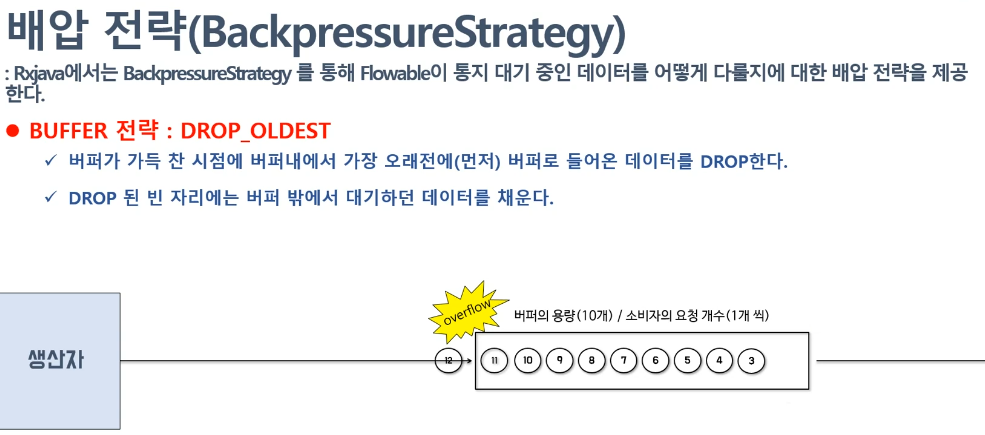 배압 전략(BackpressureStrategy)
: Rxjava에서는 BackpressureStrategy 를 통해 Flowable이 통지 대기 중인 데이터를 어떻게 다룰지에 대한 배압 전략을 제공
한다.
● BUFFER 전략 : DROP_OLDEST
✓ 버퍼가 가득 찬 시점에 버퍼내에서 가장 오래전에(먼저) 버퍼로 들어온 데이터를 DROP한다.
✓ DROP 된 빈 자리에는 버퍼 밖에서 대기하던 데이터를 채운다.
overflow
버퍼의 용량(10개) / 소비자의 요청 개수(1개 씩)
생산자
12 11 10 9 8 7 6 5 4 3